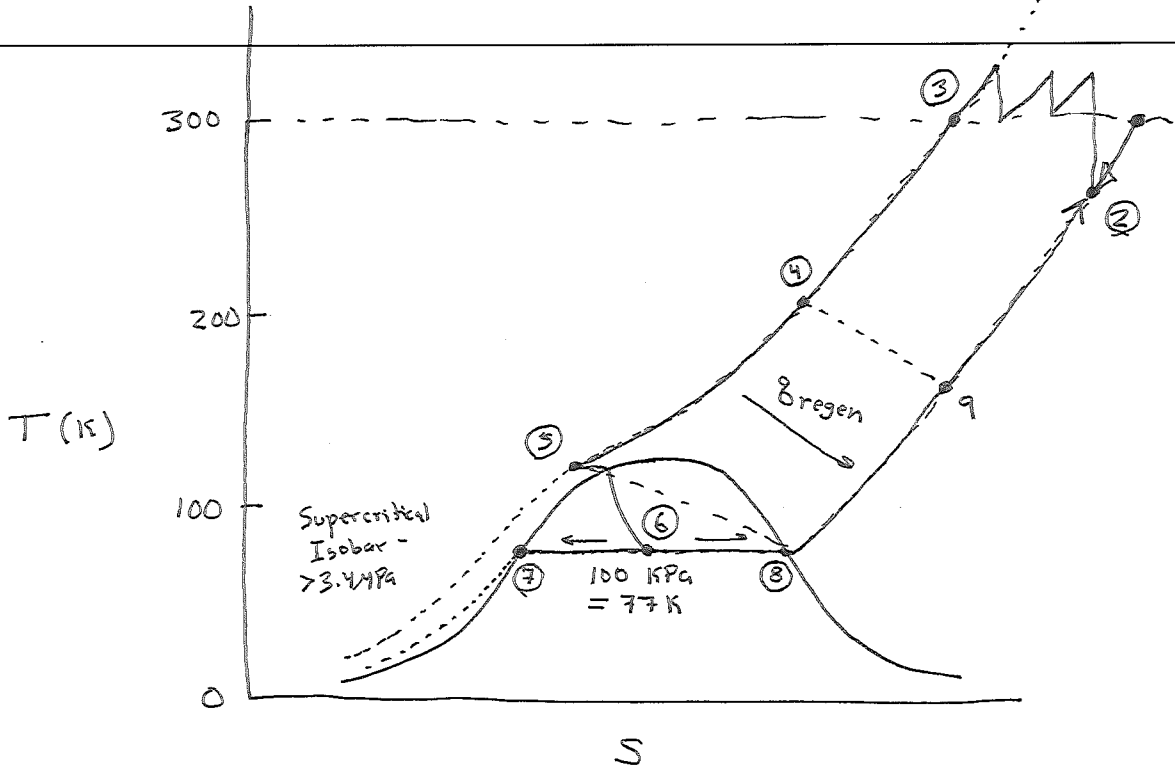 ③
300
②
④
200
9
q regen
T (K)
⑤
100
Supercritical
Isobar -
>3.4MPa
⑥
⑦
100 KPa
= 77K
⑧
0
S